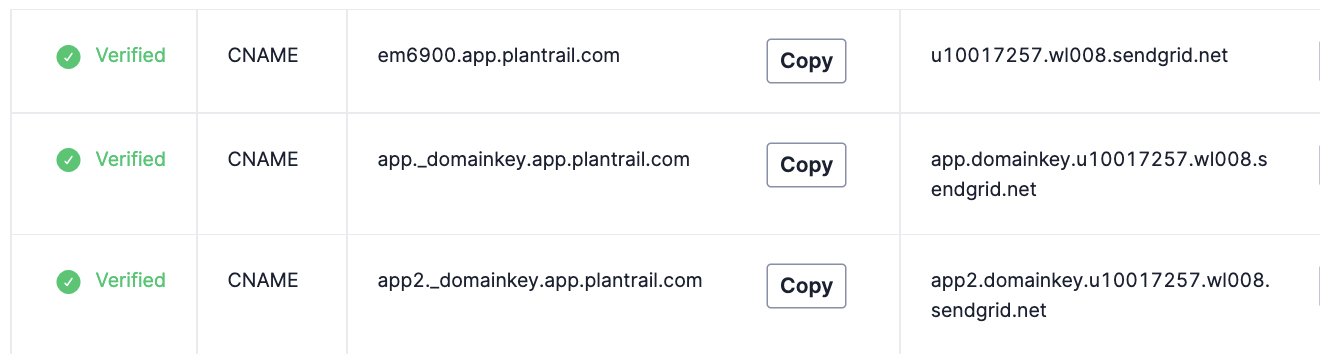 Verified CNAME em6900.app.plantrail.com Copy u10017257.wl008.sendgrid.net
Verified CNAME app._domainkey.app.plantrail.com Copy app.domainkey.u10017257.wl008.s
endgrid.net
Verified CNAME app2._domainkey.app.plantrail.com Copy app2.domainkey.u10017257.wl008.
sendgrid.net